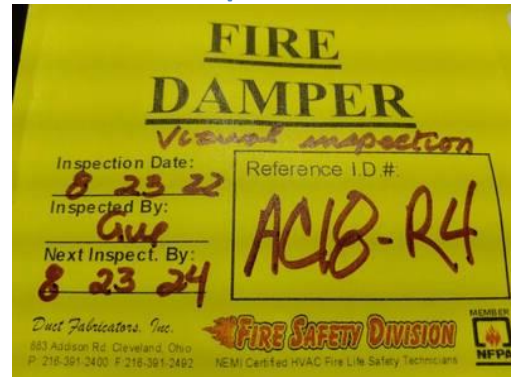 FIRE
DAMPER
Visual inspection
Inspection Date:
8 23 22
Inspected By:
Next Inspect. By:
8 23 24
Reference I.D.#:
AC18-R4
Duct Fabricators, Inc.
883 Addison Rd. Cleveland, Ohio
P: 216-391-2400 F: 216-391-2492
FIRE SAFETY DIVISION
NEMI Certified HVAC Fire Life Safety Technicians
MEMBER
NFPA